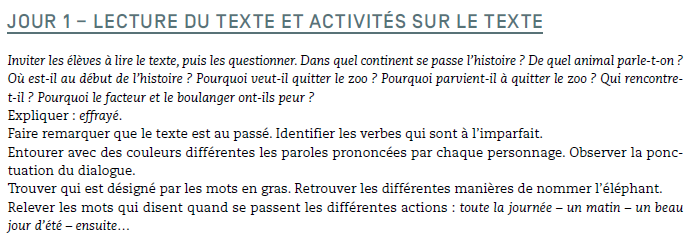 JOUR 1 – LECTURE DU TEXTE ET ACTIVITÉS SUR LE TEXTE
Inviter les élèves à lire le texte, puis les questionner. Dans quel continent se passe l’histoire ? De quel animal parle-t-on ?
Où est-il au début de l’histoire ? Pourquoi veut-il quitter le zoo ? Pourquoi parvient-il à quitter le zoo ? Qui rencontre-
t-il ? Pourquoi le facteur et le boulanger ont-ils peur ?
Expliquer : effrayé.
Faire remarquer que le texte est au passé. Identifier les verbes qui sont à l’imparfait.
Entourer avec des couleurs différentes les paroles prononcées par chaque personnage. Observer la ponc-
tuation du dialogue.
Trouver qui est désigné par les mots en gras. Retrouver les différentes manières de nommer l’éléphant.
Relever les mots qui disent quand se passent les différentes actions : toute la journée – un matin – un beau
jour d’été – ensuite…